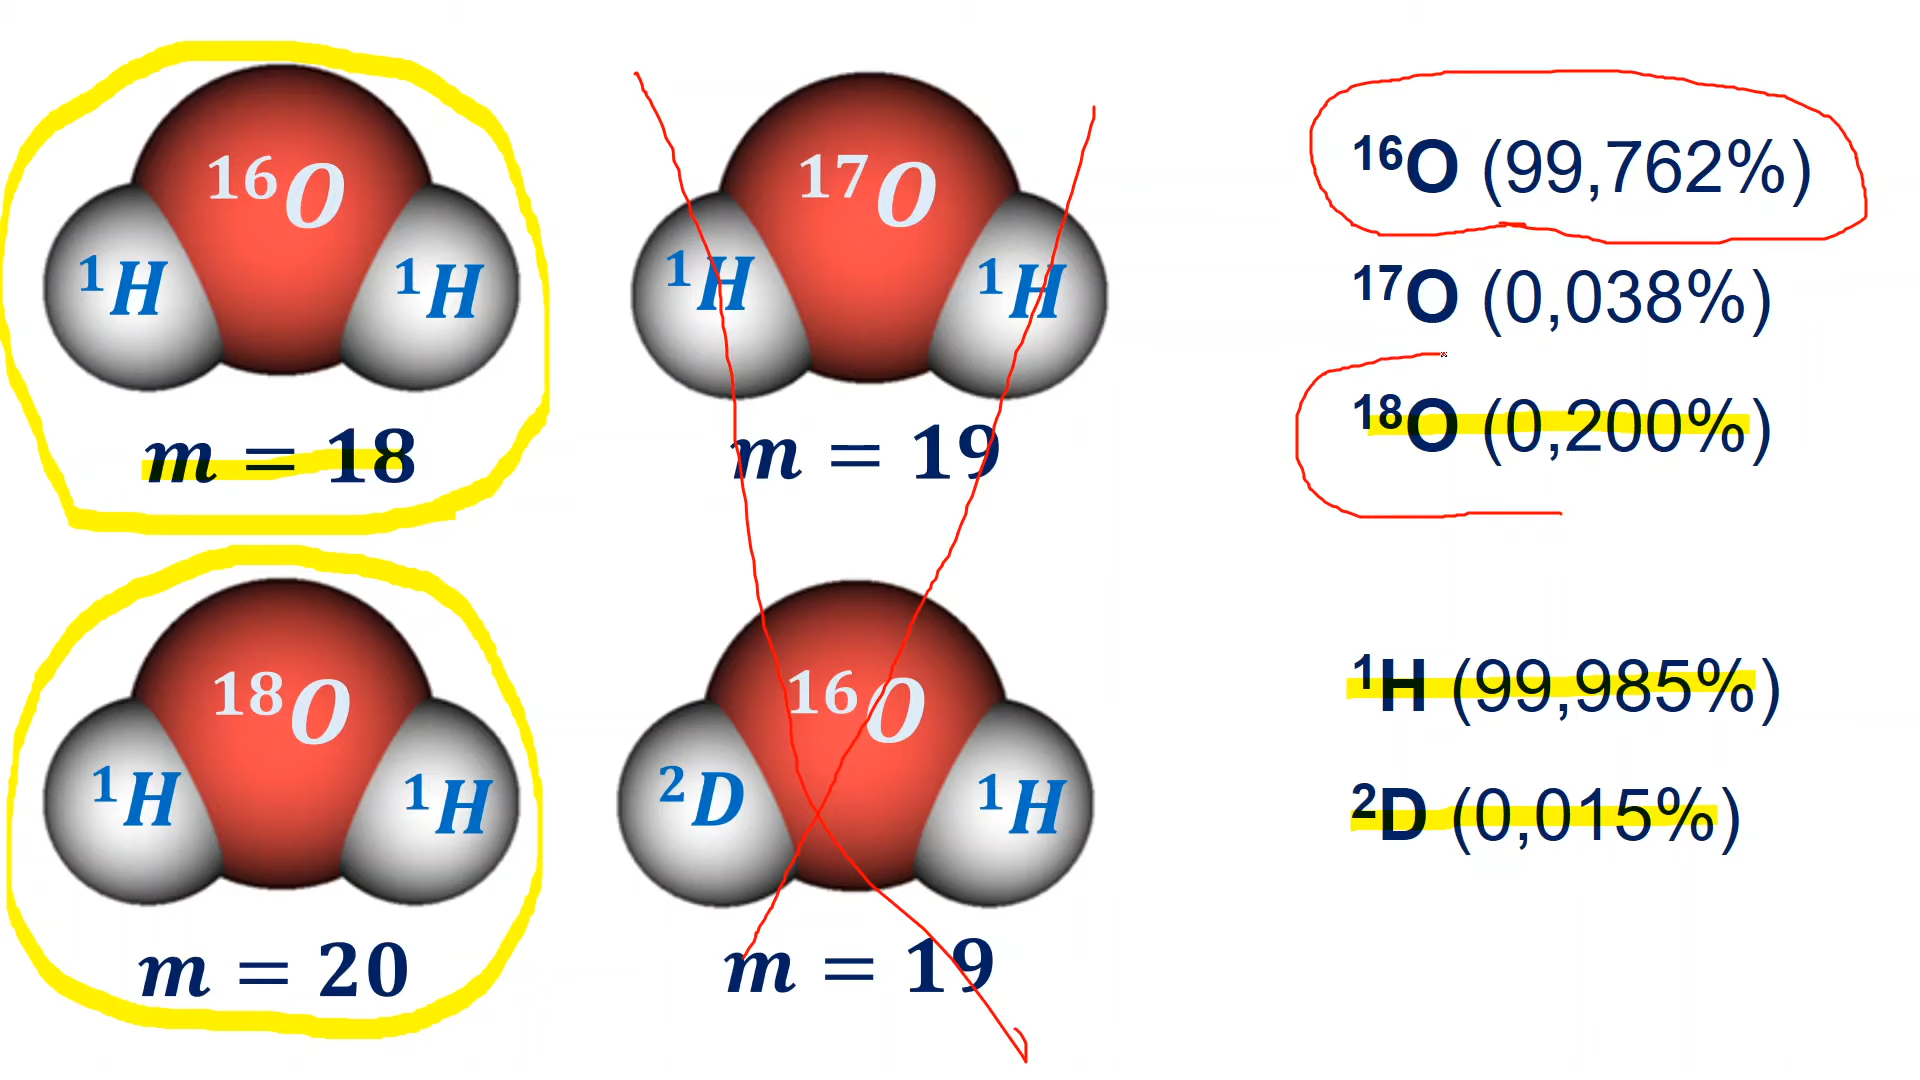 ¹⁶O
¹H ¹H
m = 18
¹⁷O
¹H ¹H
m = 19
¹⁸O
¹H ¹H
m = 20
¹⁶O
²D ¹H
m = 19
¹⁶O (99,762%)
¹⁷O (0,038%)
¹⁸O (0,200%)
¹H (99,985%)
²D (0,015%)